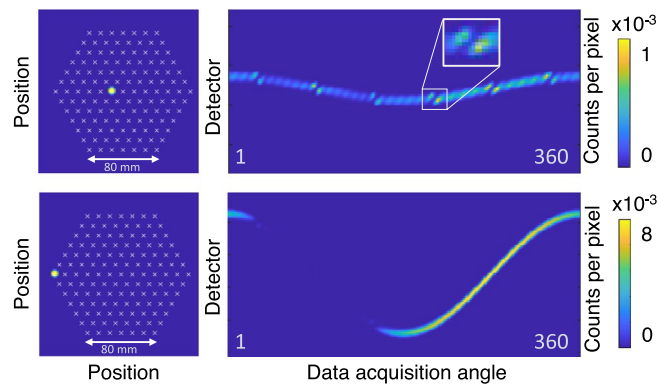 Position
80 mm
Detector
1
360
Counts per pixel
x10⁻³
1
0
Position
80 mm
Position
Detector
1
360
Data acquisition angle
Counts per pixel
x10⁻³
8
0